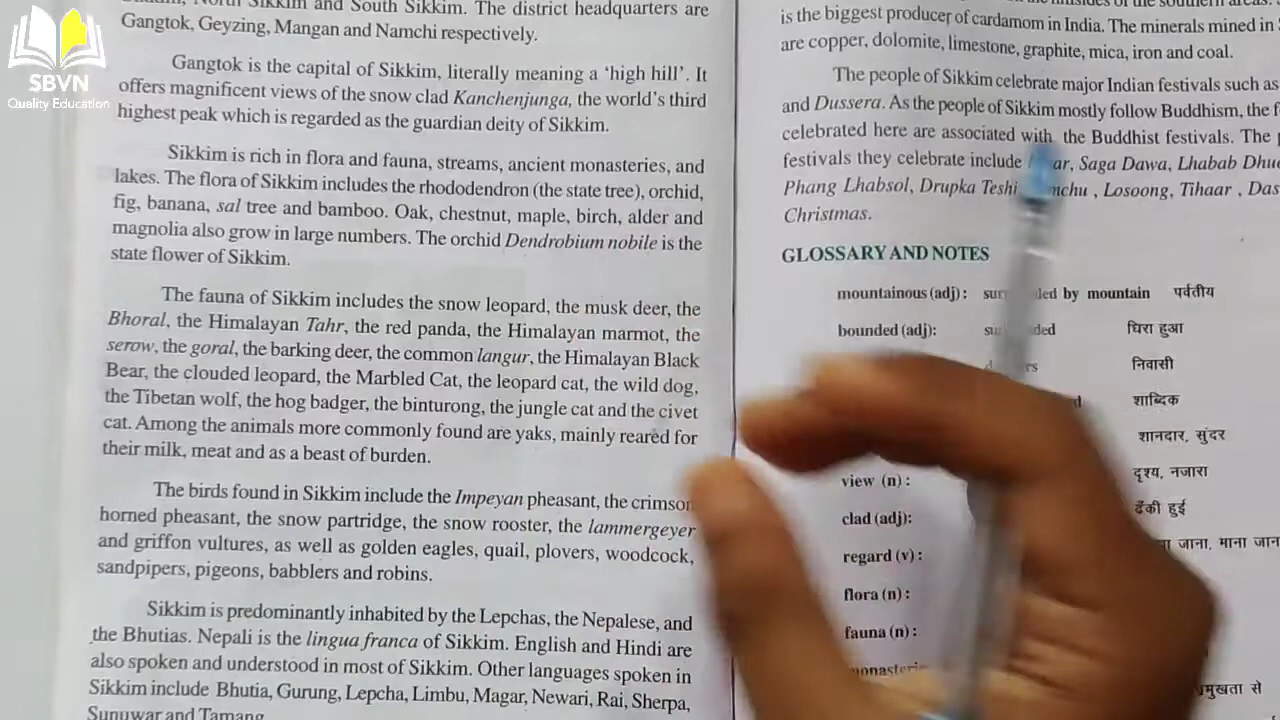 SBVN
Quality Education
North Sikkim and South Sikkim. The district headquarters are
Gangtok, Geyzing, Mangan and Namchi respectively.
Gangtok is the capital of Sikkim, literally meaning a ‘high hill’. It
offers magnificent views of the snow clad Kanchenjunga, the world’s third
highest peak which is regarded as the guardian deity of Sikkim.
Sikkim is rich in flora and fauna, streams, ancient monasteries, and
lakes. The flora of Sikkim includes the rhododendron (the state tree), orchid,
fig, banana, sal tree and bamboo. Oak, chestnut, maple, birch, alder and
magnolia also grow in large numbers. The orchid Dendrobium nobile is the
state flower of Sikkim.
The fauna of Sikkim includes the snow leopard, the musk deer, the
Bhoral, the Himalayan Tahr, the red panda, the Himalayan marmot, the
serow, the goral, the barking deer, the common langur, the Himalayan Black
Bear, the clouded leopard, the Marbled Cat, the leopard cat, the wild dog,
the Tibetan wolf, the hog badger, the binturong, the jungle cat and the civet
cat. Among the animals more commonly found are yaks, mainly reared for
their milk, meat and as a beast of burden.
The birds found in Sikkim include the Impeyan pheasant, the crimson
horned pheasant, the snow partridge, the snow rooster, the lammergeyer
and griffon vultures, as well as golden eagles, quail, plovers, woodcock,
sandpipers, pigeons, babblers and robins.
Sikkim is predominantly inhabited by the Lepchas, the Nepalese, and
the Bhutias. Nepali is the lingua franca of Sikkim. English and Hindi are
also spoken and understood in most of Sikkim. Other languages spoken in
Sikkim include Bhutia, Gurung, Lepcha, Limbu, Magar, Newari, Rai, Sherpa,
Sunuwar and Tamang
of the southern areas.
is the biggest producer of cardamom in India. The minerals mined in
are copper, dolomite, limestone, graphite, mica, iron and coal.
The people of Sikkim celebrate major Indian festivals such as
and Dussera. As the people of Sikkim mostly follow Buddhism, the
celebrated here are associated with the Buddhist festivals. The
festivals they celebrate include Saga Dawa, Lhabab
Phang Lhabsol, Drupka Teshi, Losoong, Tihaar,
Christmas.
GLOSSARY AND NOTES
mountainous (adj): by mountain पर्वतीय
bounded (adj): घिरा हुआ
निवासी
शाब्दिक
शानदार, सुंदर
view (n): दृश्य, नजारा
clad (adj): ढँकी हुई
regard (v): जाना, माना
flora (n):
fauna (n):
से